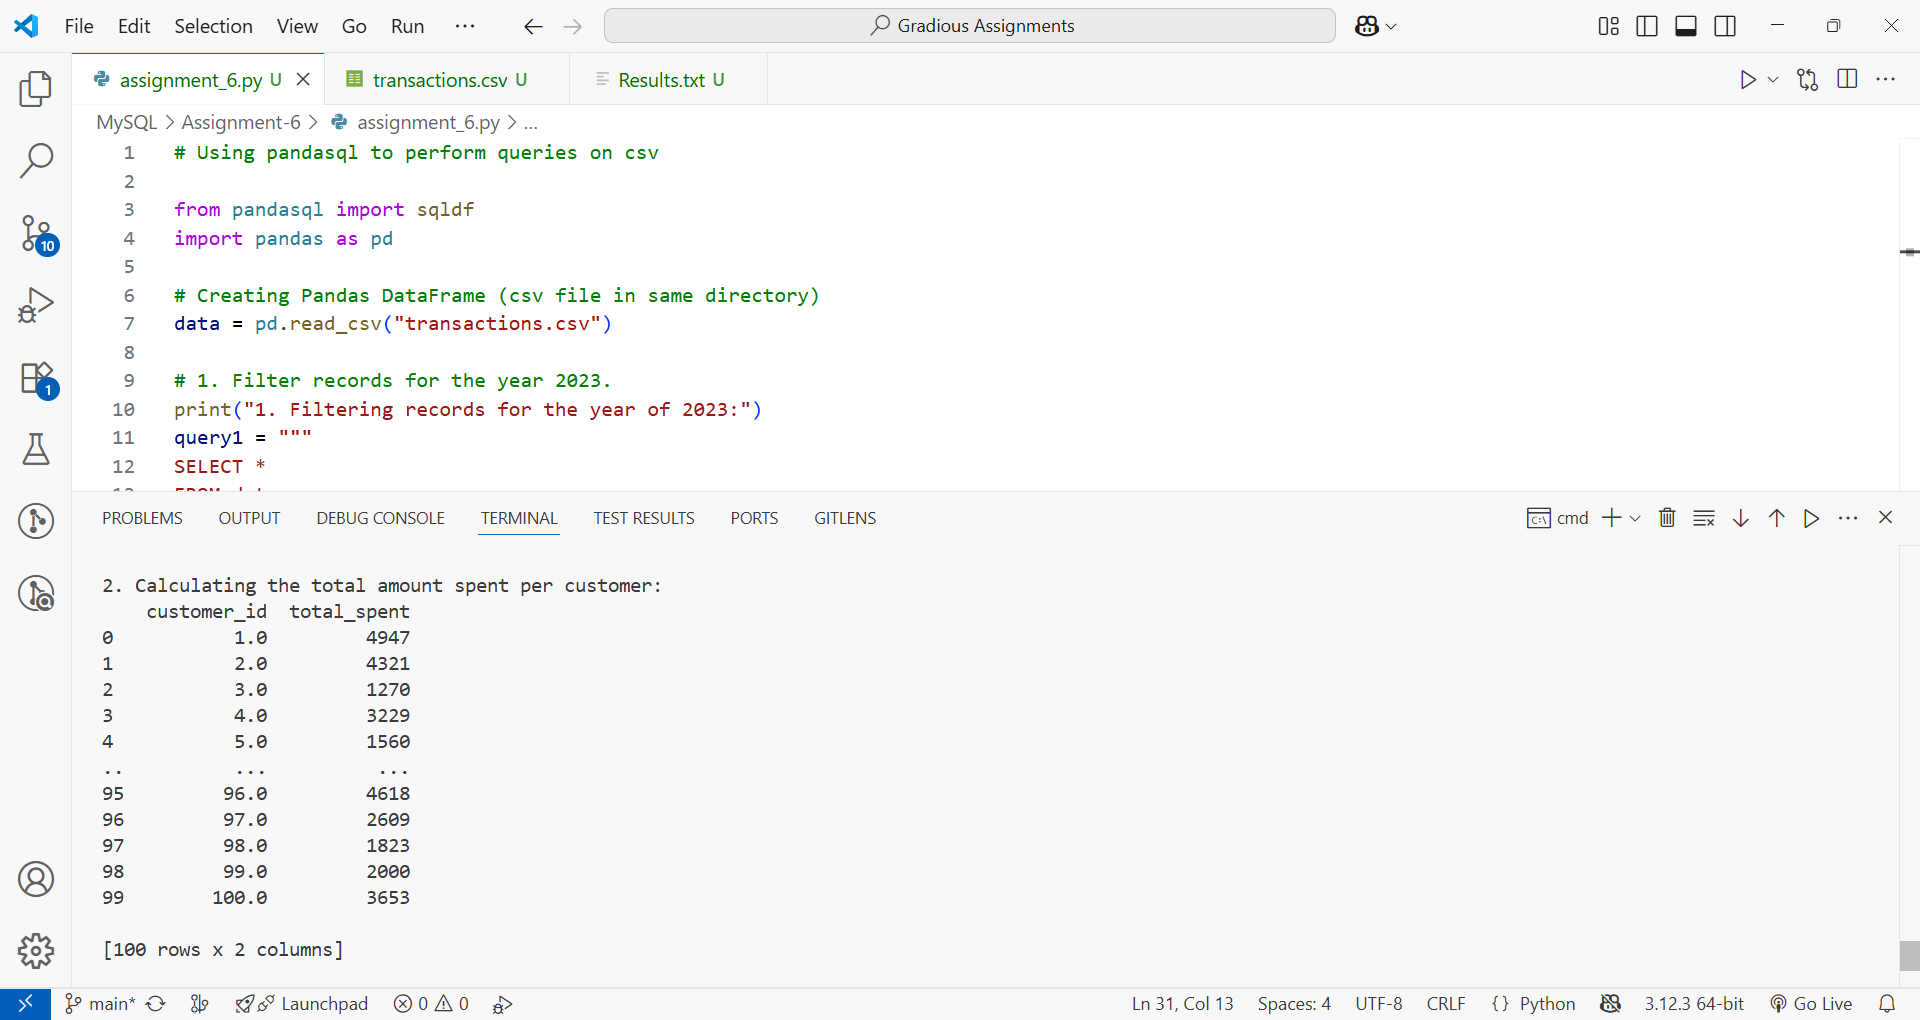 File Edit Selection View Go Run ··· Gradious Assignments
assignment_6.py U transactions.csv U Results.txt U
MySQL > Assignment-6 > assignment_6.py > ...
1 # Using pandasql to perform queries on csv
2
3 from pandasql import sqldf
4 import pandas as pd
5
6 # Creating Pandas DataFrame (csv file in same directory)
7 data = pd.read_csv("transactions.csv")
8
9 # 1. Filter records for the year 2023.
10 print("1. Filtering records for the year of 2023:")
11 query1 = """
12 SELECT *
10
1
PROBLEMS OUTPUT DEBUG CONSOLE TERMINAL TEST RESULTS PORTS GITLENS cmd
2. Calculating the total amount spent per customer:
customer_id total_spent
0 1.0 4947
1 2.0 4321
2 3.0 1270
3 4.0 3229
4 5.0 1560
.. ... ...
95 96.0 4618
96 97.0 2609
97 98.0 1823
98 99.0 2000
99 100.0 3653
[100 rows x 2 columns]
main* Launchpad 0 0 Ln 31, Col 13 Spaces: 4 UTF-8 CRLF {} Python 3.12.3 64-bit Go Live